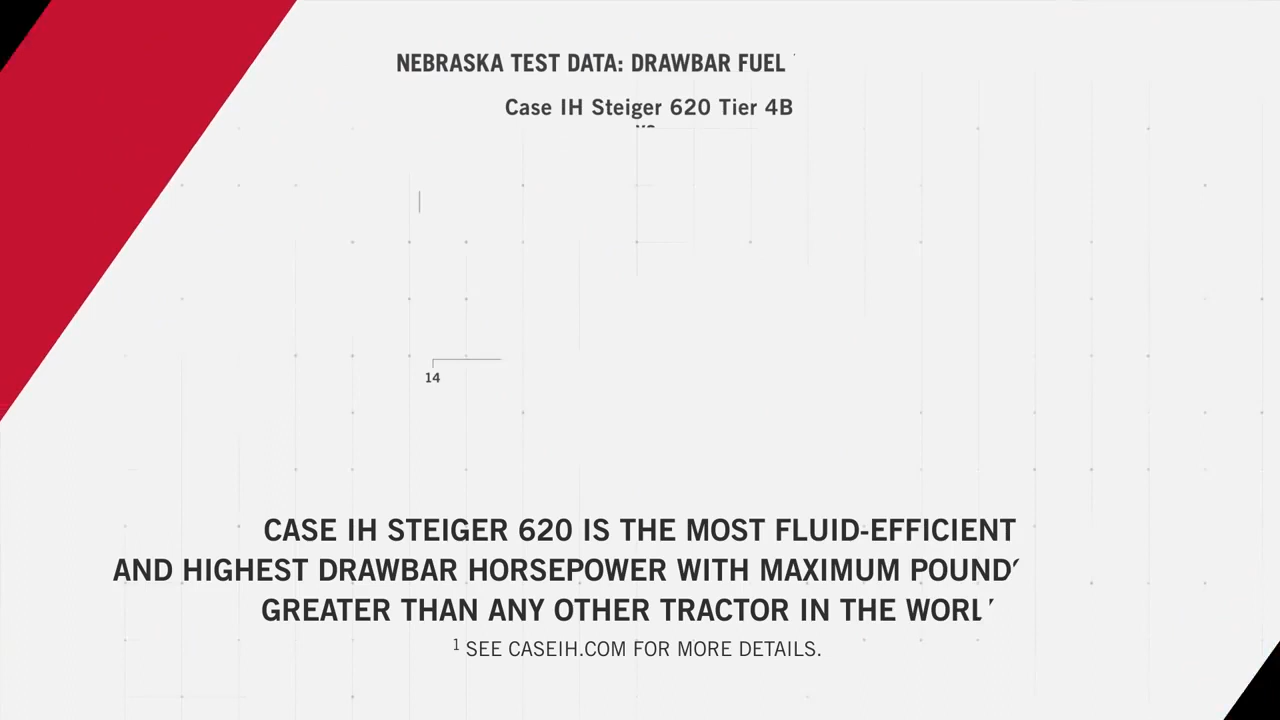 NEBRASKA TEST DATA: DRAWBAR FUEL
Case IH Steiger 620 Tier 4B
14
CASE IH STEIGER 620 IS THE MOST FLUID-EFFICIENT
AND HIGHEST DRAWBAR HORSEPOWER WITH MAXIMUM
GREATER THAN ANY OTHER TRACTOR IN THE
¹ SEE CASEIH.COM FOR MORE DETAILS.